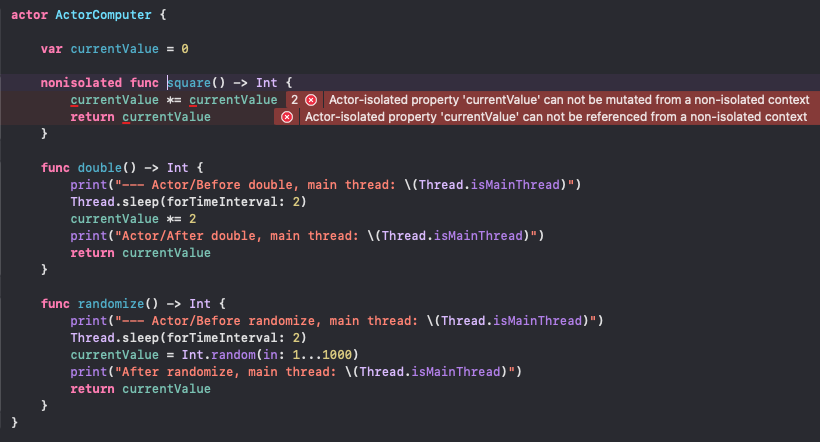 actor ActorComputer {
var currentValue = 0
nonisolated func square() -> Int {
currentValue *= currentValue 2 Actor-isolated property 'currentValue' can not be mutated from a non-isolated context
return currentValue Actor-isolated property 'currentValue' can not be referenced from a non-isolated context
}
func double() -> Int {
print("--- Actor/Before double, main thread: \(Thread.isMainThread)")
Thread.sleep(forTimeInterval: 2)
currentValue *= 2
print("Actor/After double, main thread: \(Thread.isMainThread)")
return currentValue
}
func randomize() -> Int {
print("--- Actor/Before randomize, main thread: \(Thread.isMainThread)")
Thread.sleep(forTimeInterval: 2)
currentValue = Int.random(in: 1...1000)
print("After randomize, main thread: \(Thread.isMainThread)")
return currentValue
}
}